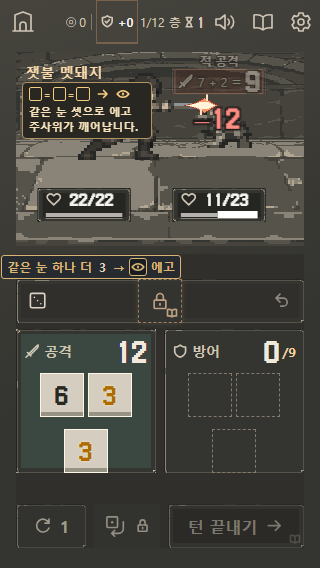 0 +0 1/12 층 1
적 공격
잿불 멧돼지
7 + 2 = 9
□=□=□ →
같은 눈 셋으로 에고
주사위가 깨어납니다.
-12
22/22 11/23
같은 눈 하나 더 3 → 에고
공격 12
방어 0/9
6 3
3
1
턴 끝내기 →